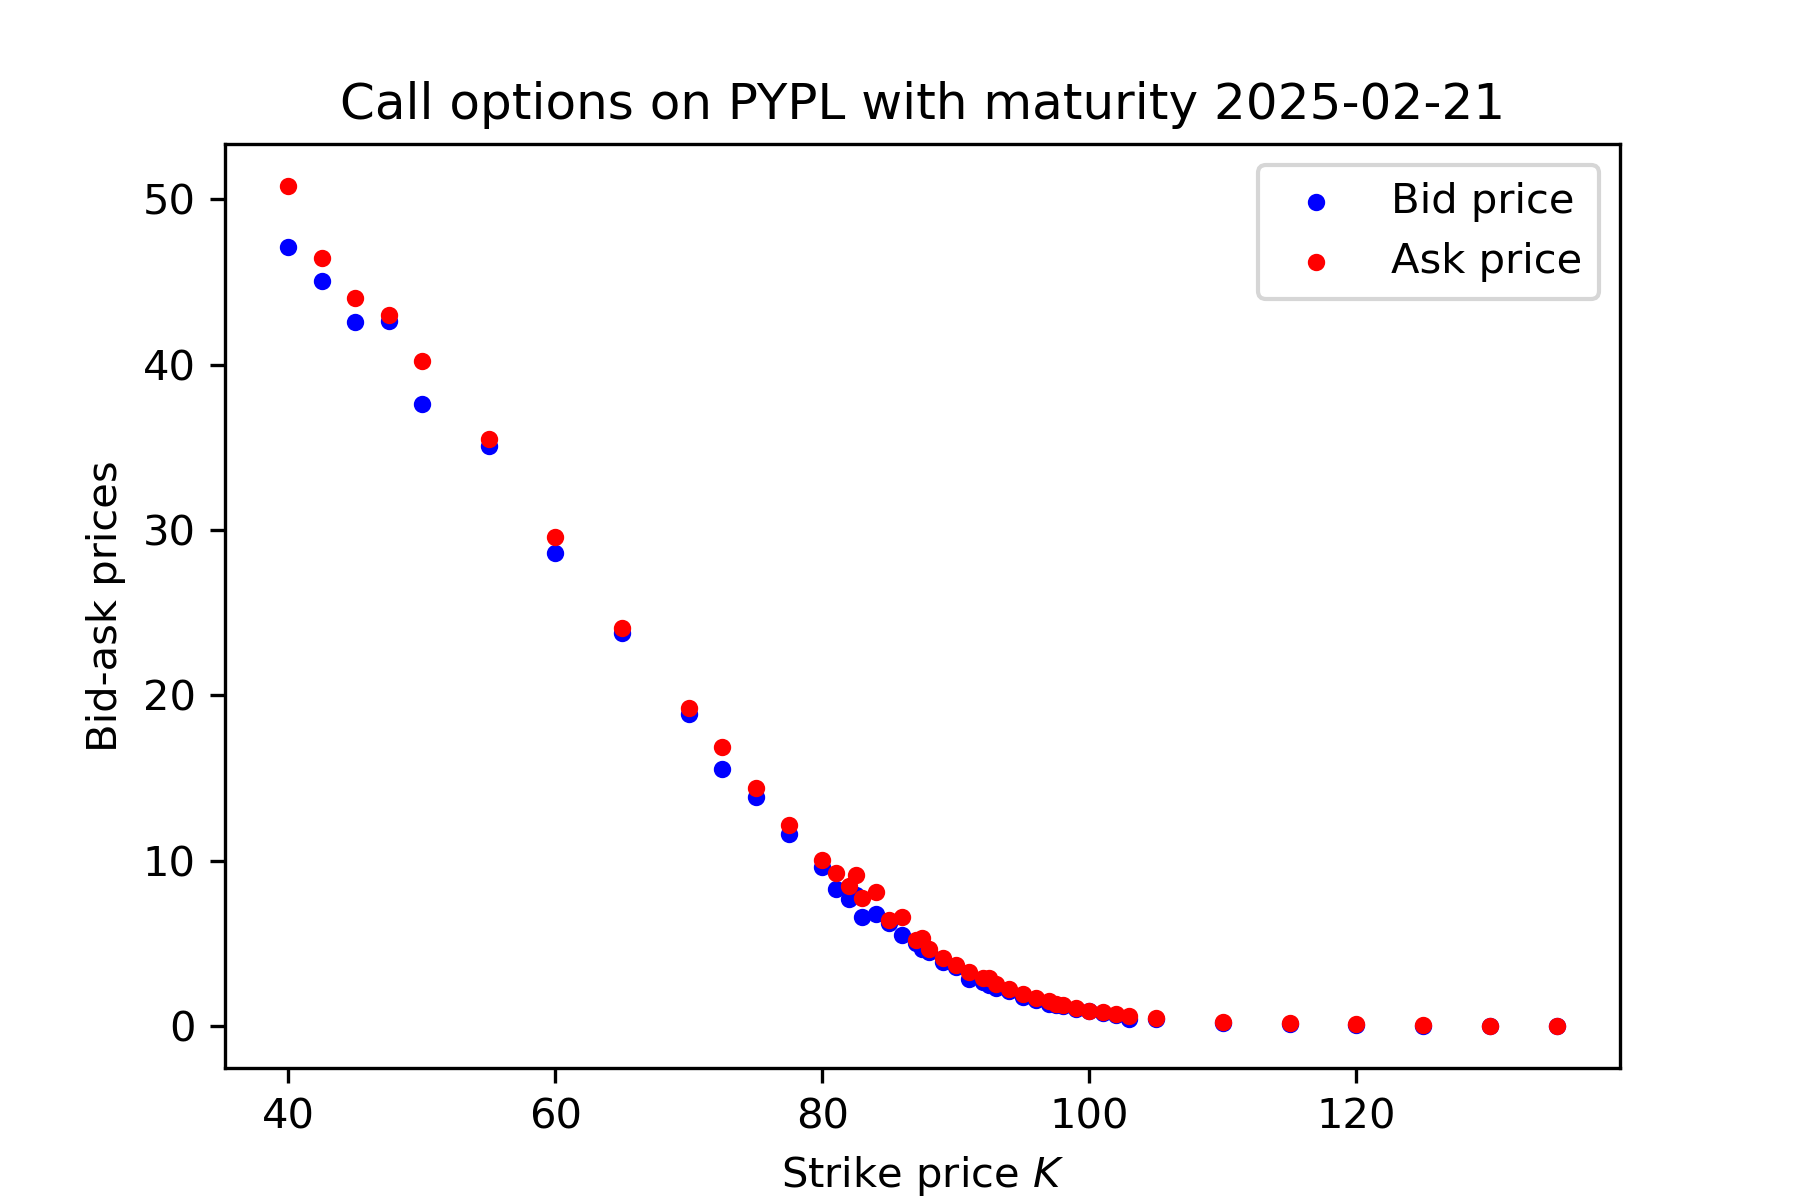 Call options on PYPL with maturity 2025-02-21
Bid price
Ask price
50
40
30
20
10
0
Bid-ask prices
40 60 80 100 120
Strike price K